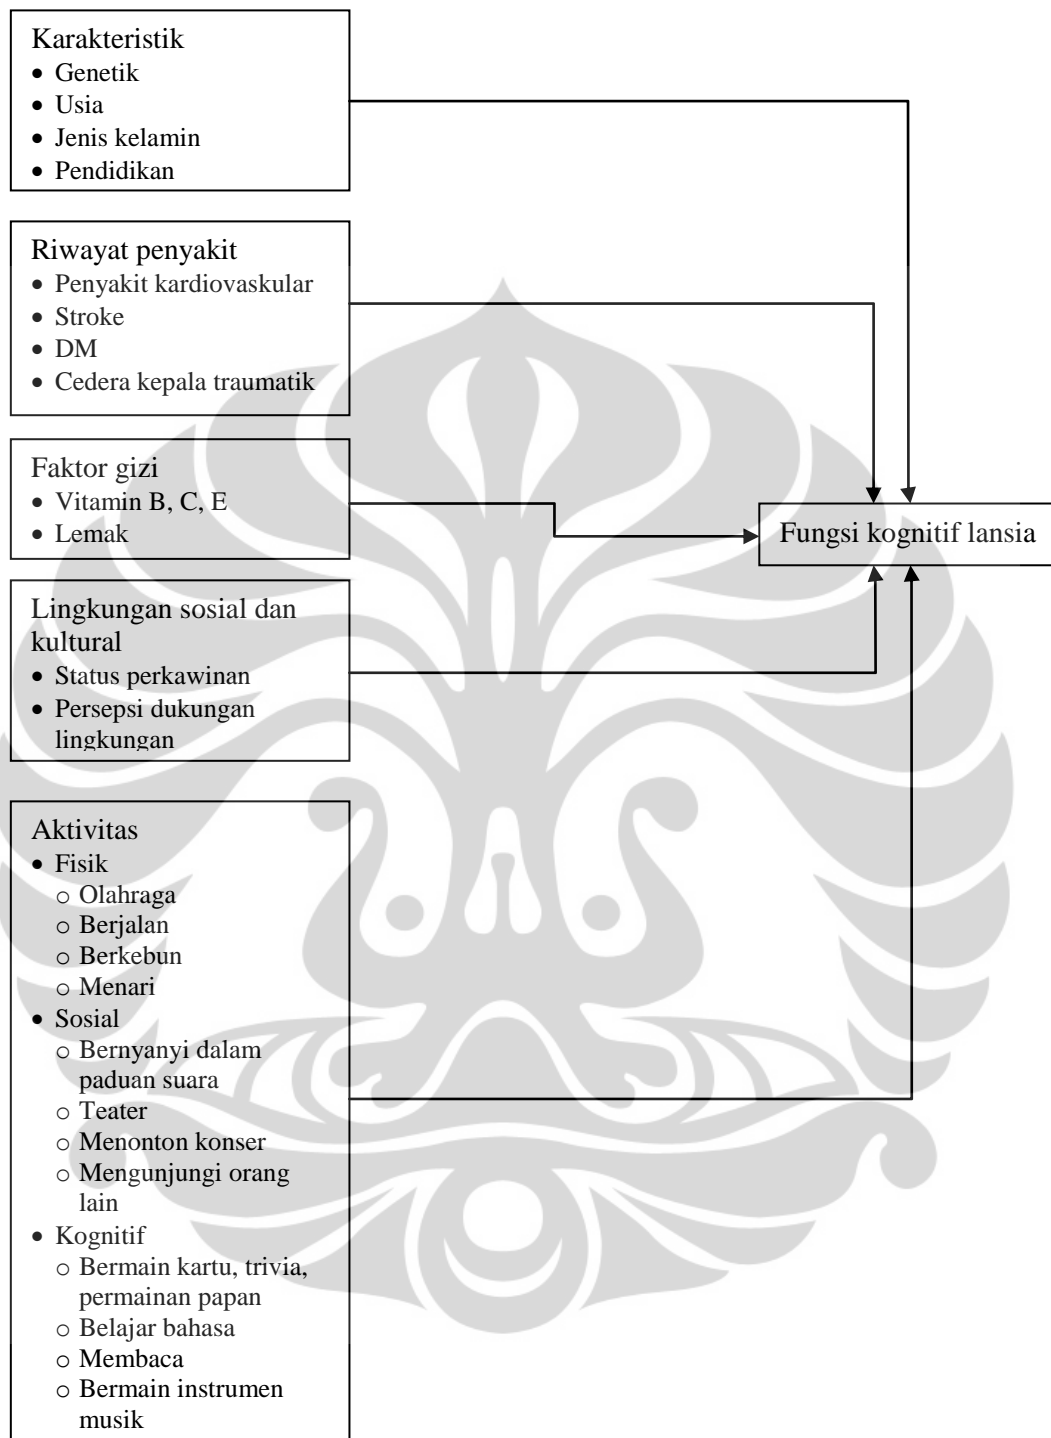 Karakteristik
• Genetik
• Usia
• Jenis kelamin
• Pendidikan
Riwayat penyakit
• Penyakit kardiovaskular
• Stroke
• DM
• Cedera kepala traumatik
Faktor gizi
• Vitamin B, C, E
• Lemak
Fungsi kognitif lansia
Lingkungan sosial dan
kultural
• Status perkawinan
• Persepsi dukungan
lingkungan
Aktivitas
• Fisik
o Olahraga
o Berjalan
o Berkebun
o Menari
• Sosial
o Bernyanyi dalam
paduan suara
o Teater
o Menonton konser
o Mengunjungi orang
lain
• Kognitif
o Bermain kartu, trivia,
permainan papan
o Belajar bahasa
o Membaca
o Bermain instrumen
musik